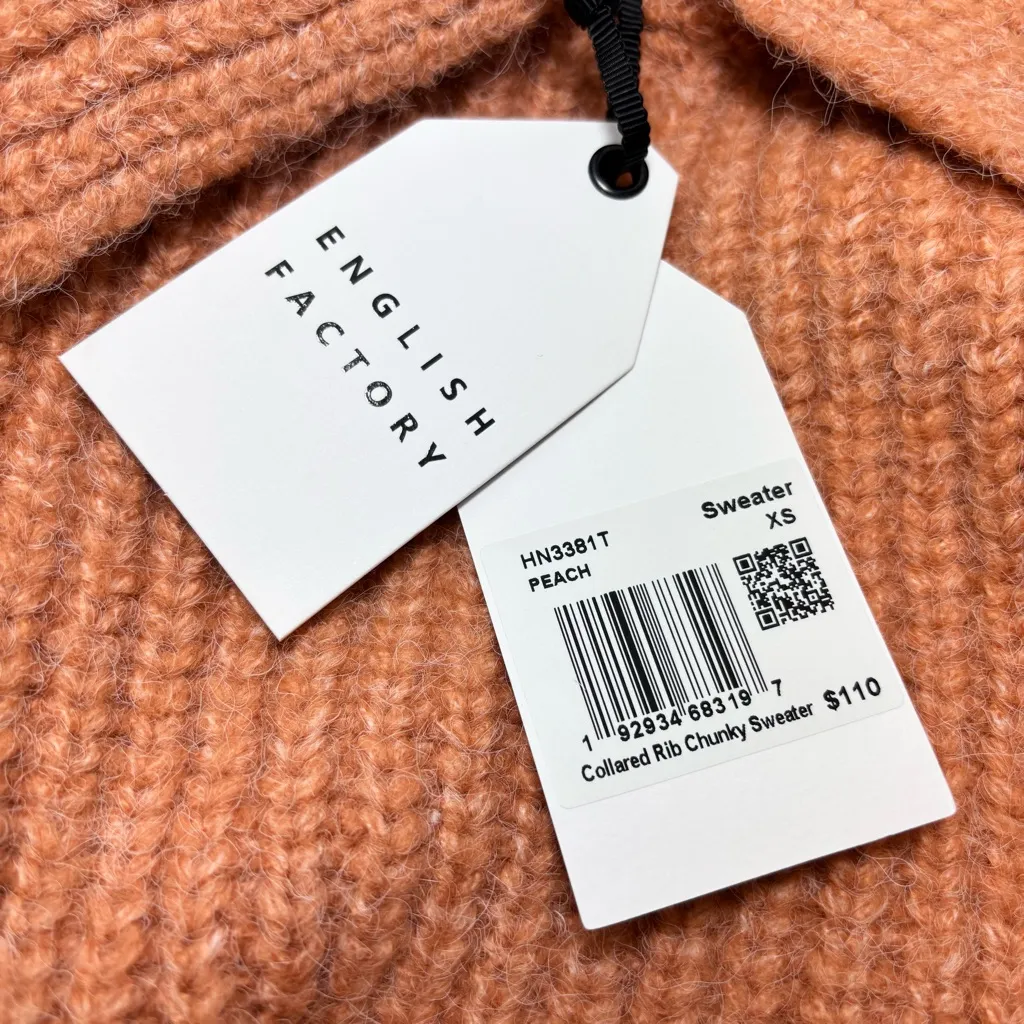 ENGLISH
FACTORY
Sweater
XS
HN3381T
PEACH
1 92934 68319 7
Collared Rib Chunky Sweater $110